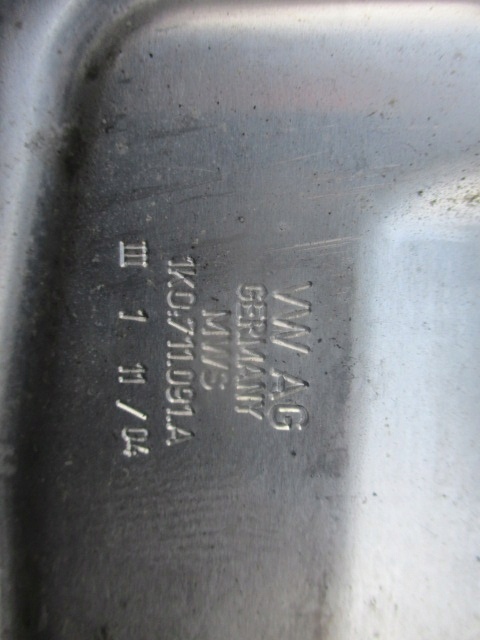 VW AG
GERMANY
MWS
1K0.711.091.A
III 1 11/04